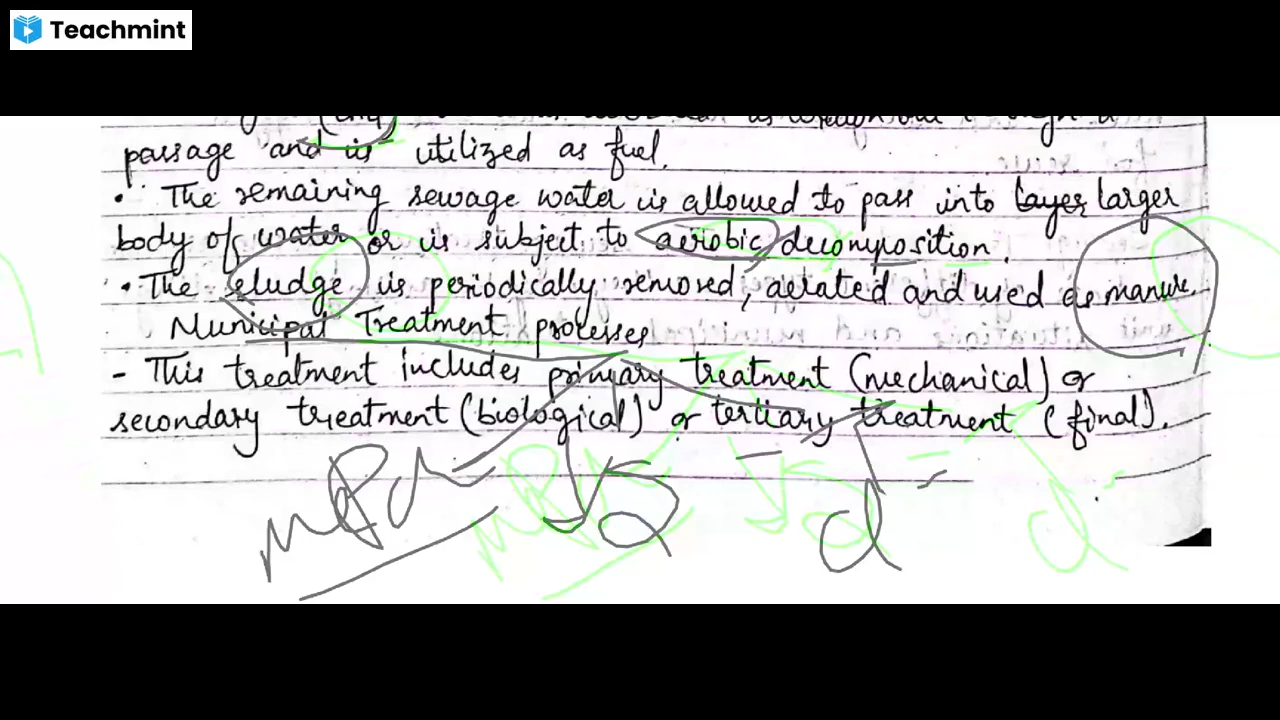 Teachmint
passage and is utilized as fuel.
• The remaining sewage water is allowed to pass into larger
body of water or is subject to aerobic decomposition.
• The sludge is periodically removed, aerated and used as manure.
Municipal Treatment processes
- This treatment includes primary treatment (mechanical) or
secondary treatment (biological) or tertiary treatment (final).